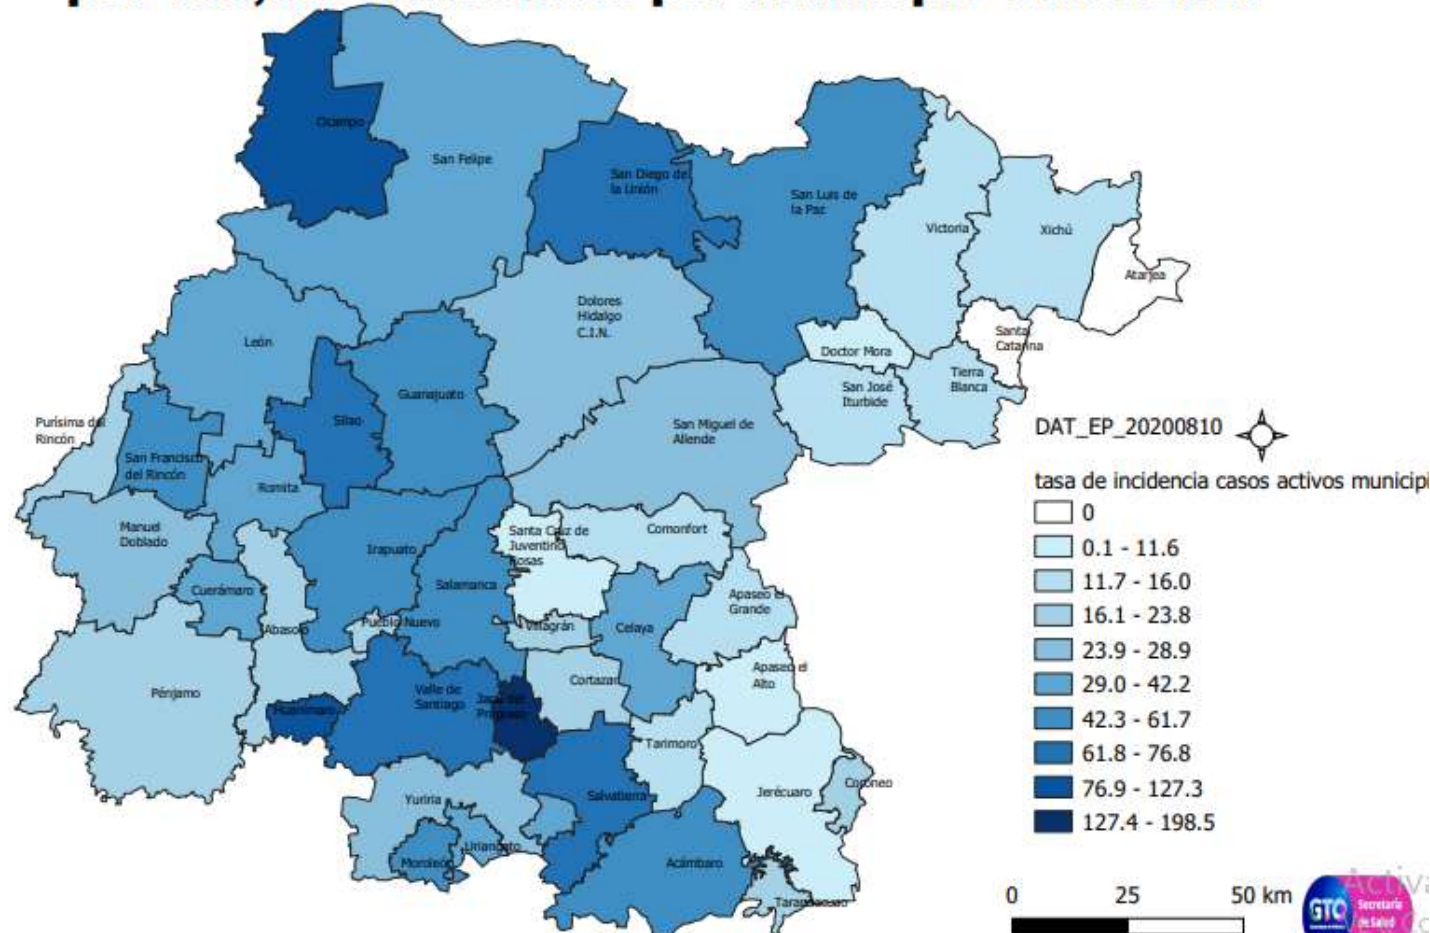 Ocampo
San Felipe
San Diego de
la Unión
San Luis de
la Paz
Victoria
Xichú
Atarjea
Dolores
Hidalgo
C.I.N.
León
Santa
Catarina
Doctor Mora
Tierra
Blanca
San José
Iturbide
Guanajuato
Silao
Purísima del
Rincón
San Miguel de
Allende
DAT_EP_20200810
San Francisco
del Rincón
Romita
tasa de incidencia casos activos municipi
0
0.1 - 11.6
11.7 - 16.0
16.1 - 23.8
23.9 - 28.9
29.0 - 42.2
42.3 - 61.7
61.8 - 76.8
76.9 - 127.3
127.4 - 198.5
Manuel
Doblado
Irapuato
Santa Cruz de
Juventino
Rosas
Comonfort
Cuerámaro
Salamanca
Apaseo el
Grande
Abasolo
Pueblo Nuevo
Villagrán
Celaya
Pénjamo
Valle de
Santiago
Jaral del
Progreso
Cortazar
Apaseo el
Alto
Huanímaro
Tarimoro
Yuriria
Salvatierra
Jerécuaro
Coroneo
Moroleón
Uriangato
Acámbaro
Tarandacuao
0 25 50 km
GTO
Secretaría
de Salud
Activa